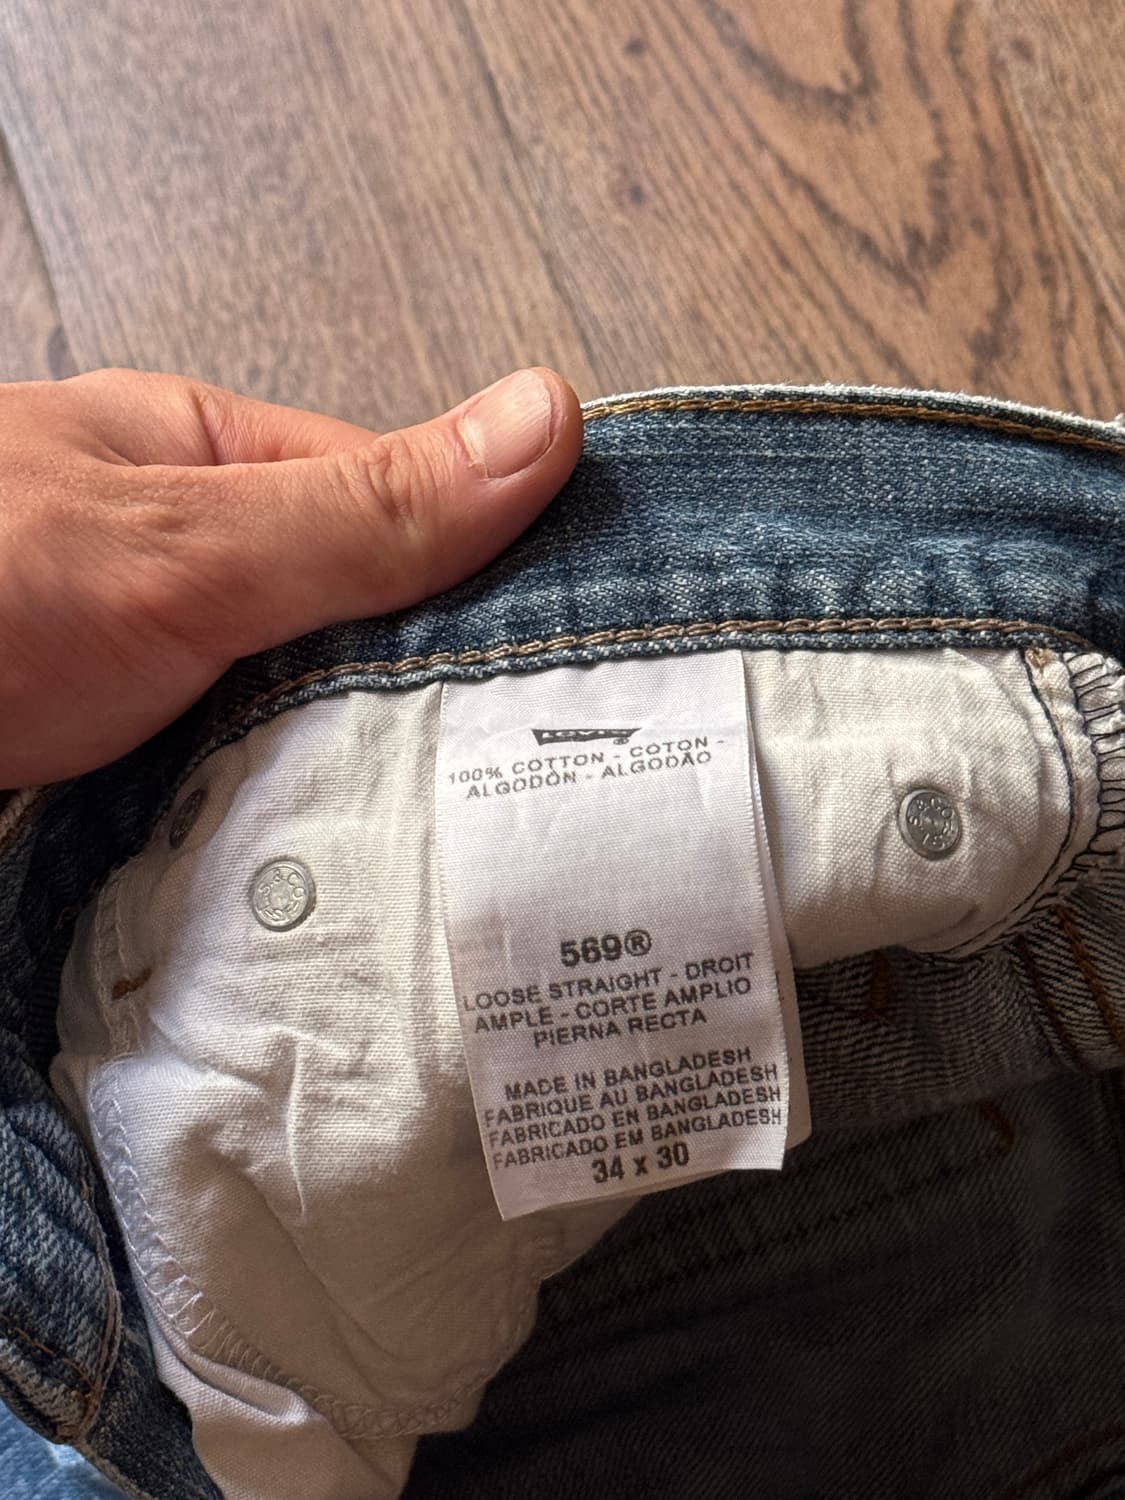 Levi's®
100% COTTON - COTON -
ALGODÓN - ALGODÃO
569®
LOOSE STRAIGHT - DROIT
AMPLE - CORTE AMPLIO
PIERNA RECTA
MADE IN BANGLADESH
FABRIQUE AU BANGLADESH
FABRICADO EN BANGLADESH
FABRICADO EM BANGLADESH
34 x 30